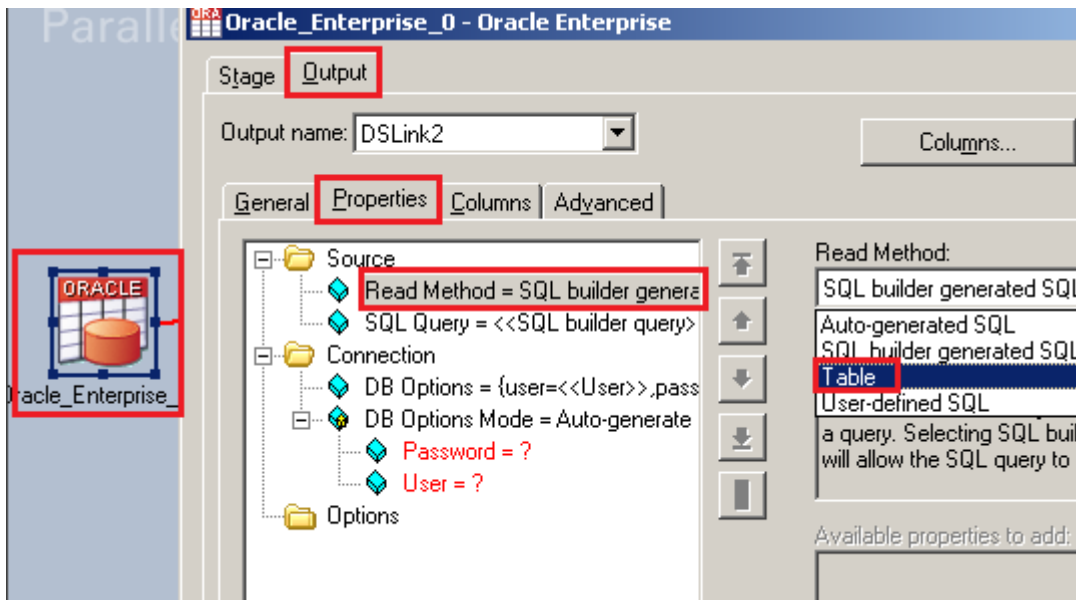 Paralle
Oracle_Enterprise_0 - Oracle Enterprise
Stage Output
Output name: DSLink2
Columns...
General Properties Columns Advanced
Source
Read Method = SQL builder genera
SQL Query = <<SQL builder query>
Connection
DB Options = {user=<<User>>,pass
DB Options Mode = Auto-generate
Password = ?
User = ?
Options
ORACLE
racle_Enterprise_
Read Method:
SQL builder generated SQL
Auto-generated SQL
SQL builder generated SQL
Table
User-defined SQL
a query. Selecting SQL buil
will allow the SQL query to
Available properties to add: